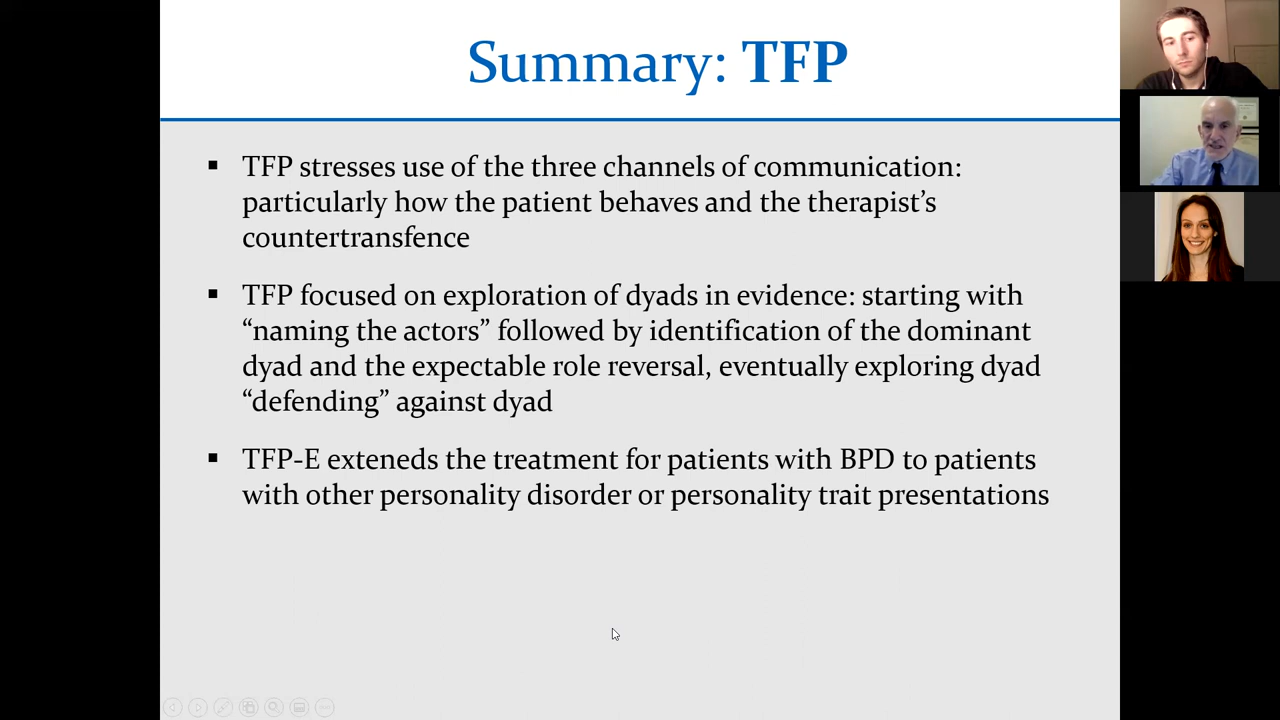 Summary: TFP
▪ TFP stresses use of the three channels of communication:
particularly how the patient behaves and the therapist’s
countertransfence
▪ TFP focused on exploration of dyads in evidence: starting with
“naming the actors” followed by identification of the dominant
dyad and the expectable role reversal, eventually exploring dyad
“defending” against dyad
▪ TFP-E exteneds the treatment for patients with BPD to patients
with other personality disorder or personality trait presentations